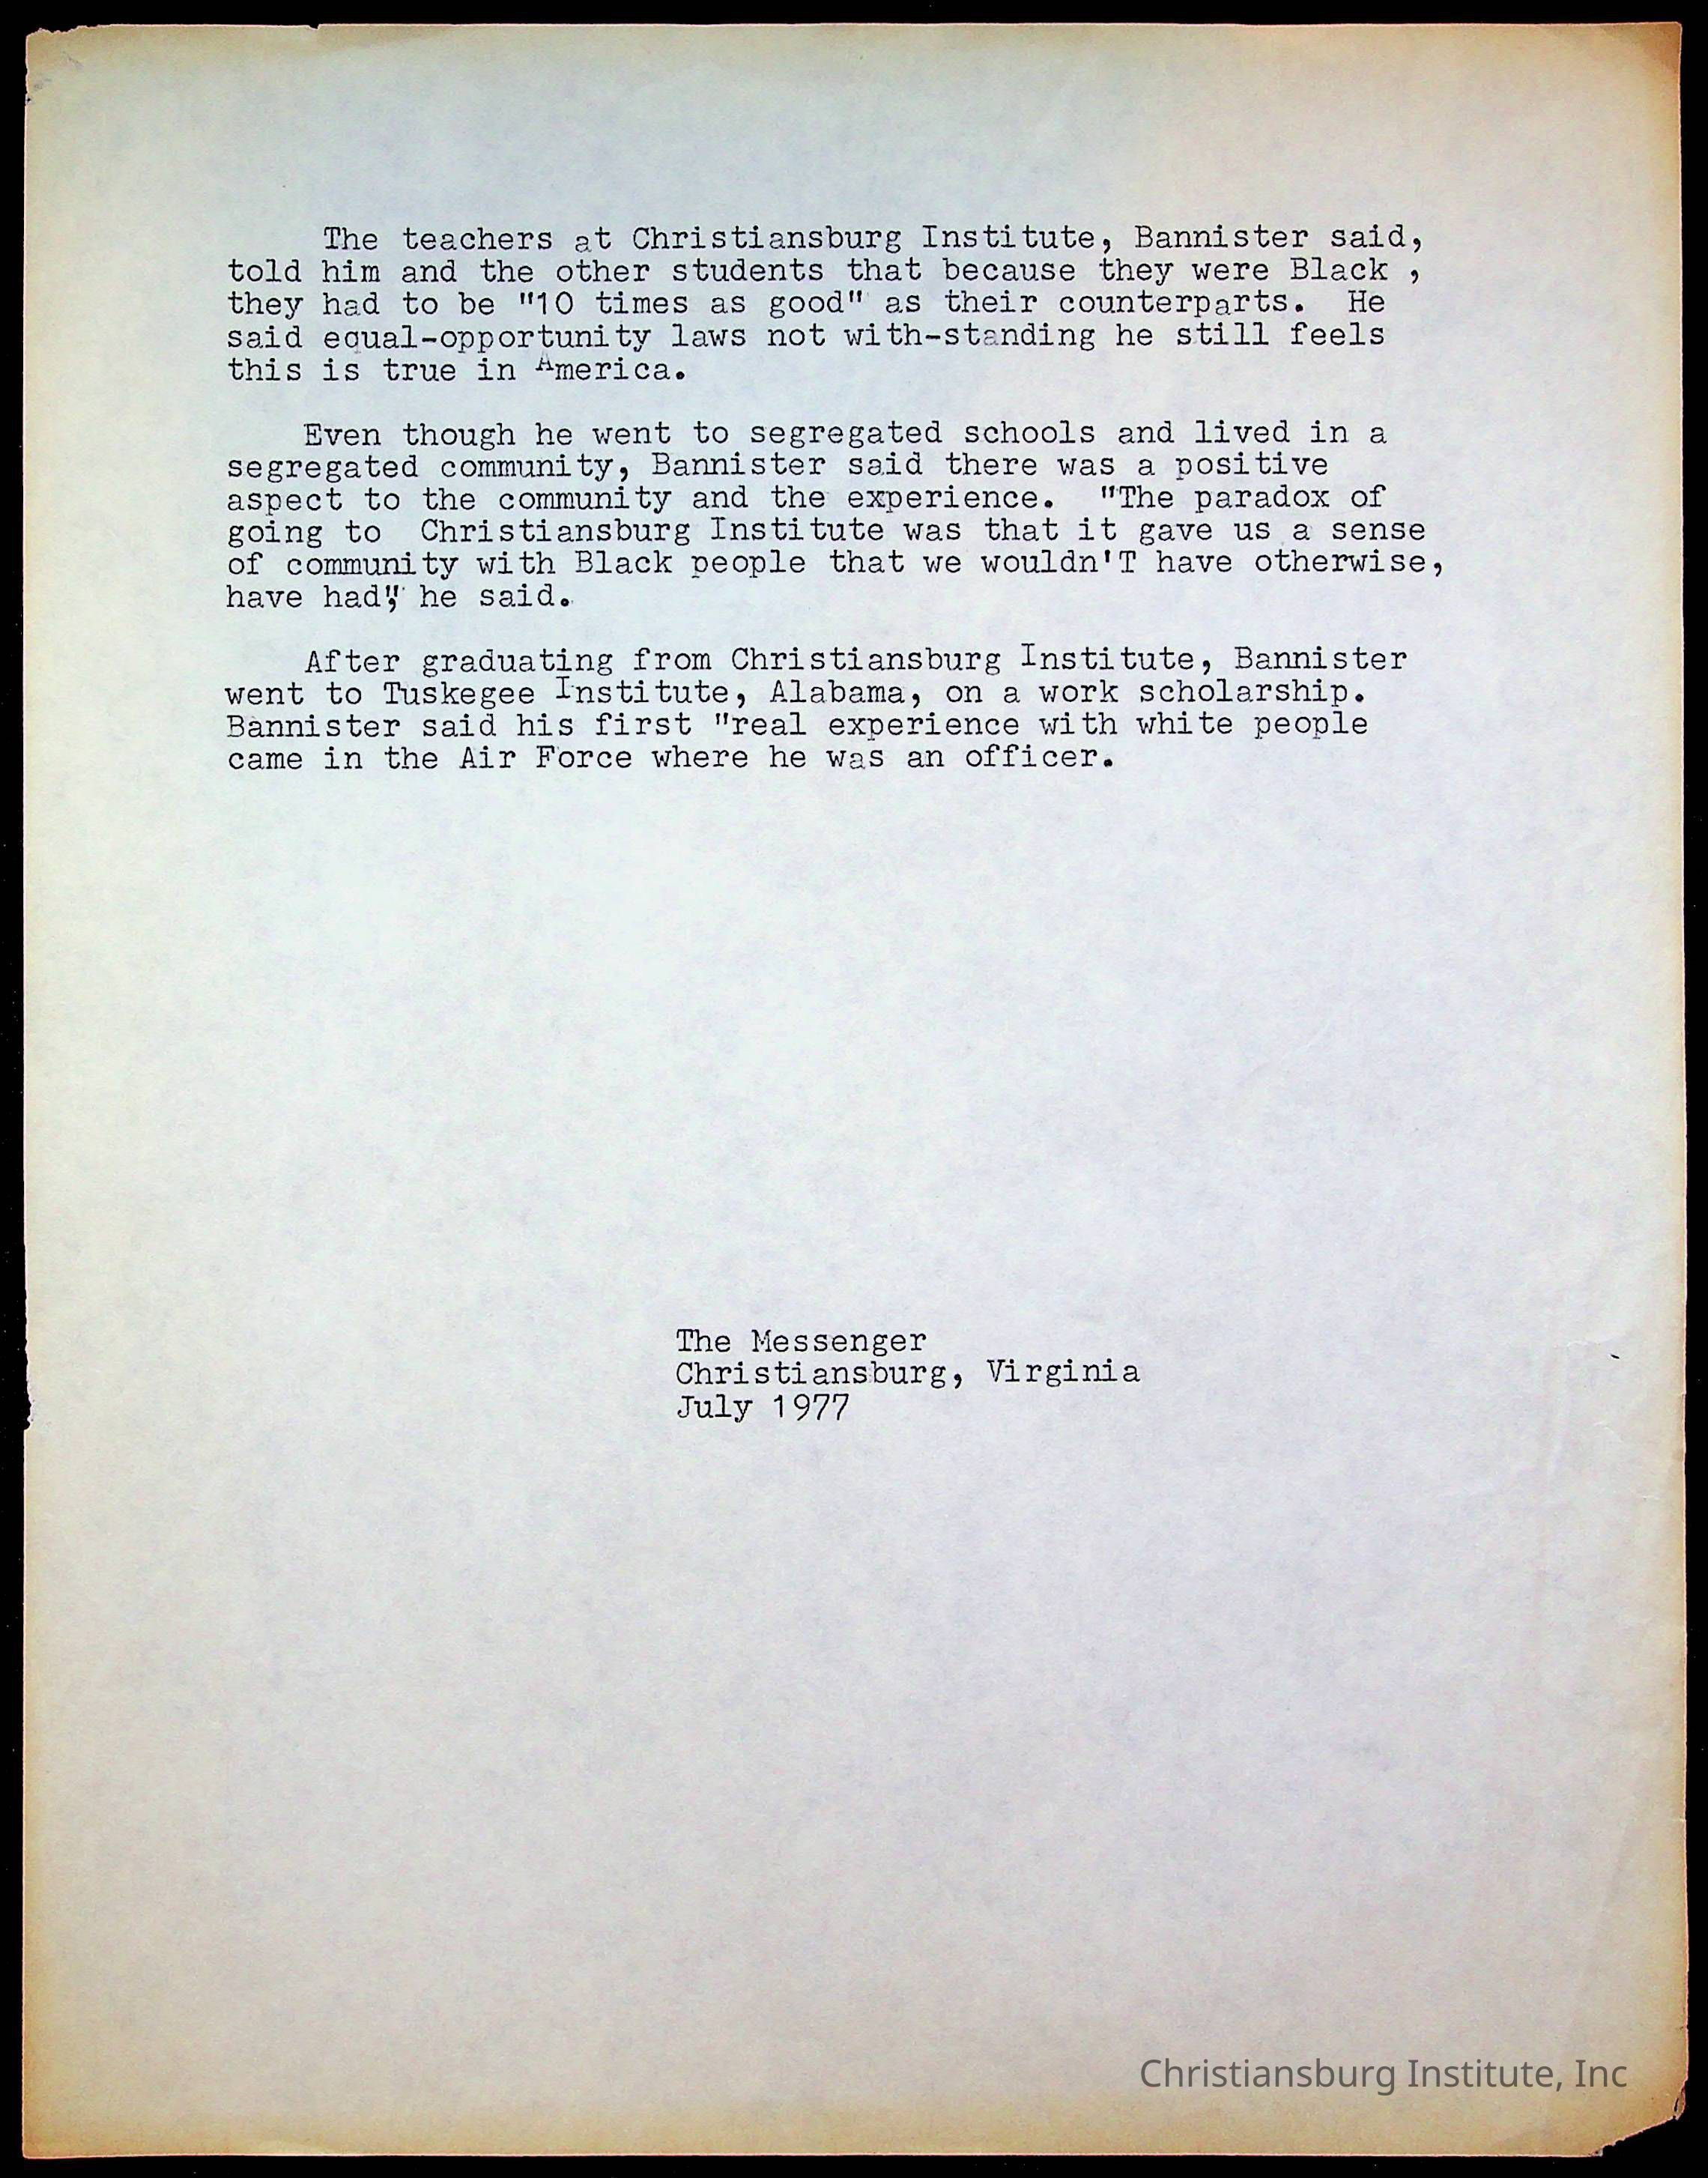 The teachers at Christiansburg Institute, Bannister said,
told him and the other students that because they were Black ,
they had to be "10 times as good" as their counterparts.  He
said equal-opportunity laws not with-standing he still feels
this is true in America.
Even though he went to segregated schools and lived in a
segregated community, Bannister said there was a positive
aspect to the community and the experience.  "The paradox of
going to  Christiansburg Institute was that it gave us a sense
of community with Black people that we wouldn'T have otherwise,
have had", he said.
After graduating from Christiansburg Institute, Bannister
went to Tuskegee Institute, Alabama, on a work scholarship.
Bannister said his first "real experience with white people
came in the Air Force where he was an officer.
The Messenger
Christiansburg, Virginia
July 1977
Christiansburg Institute, Inc